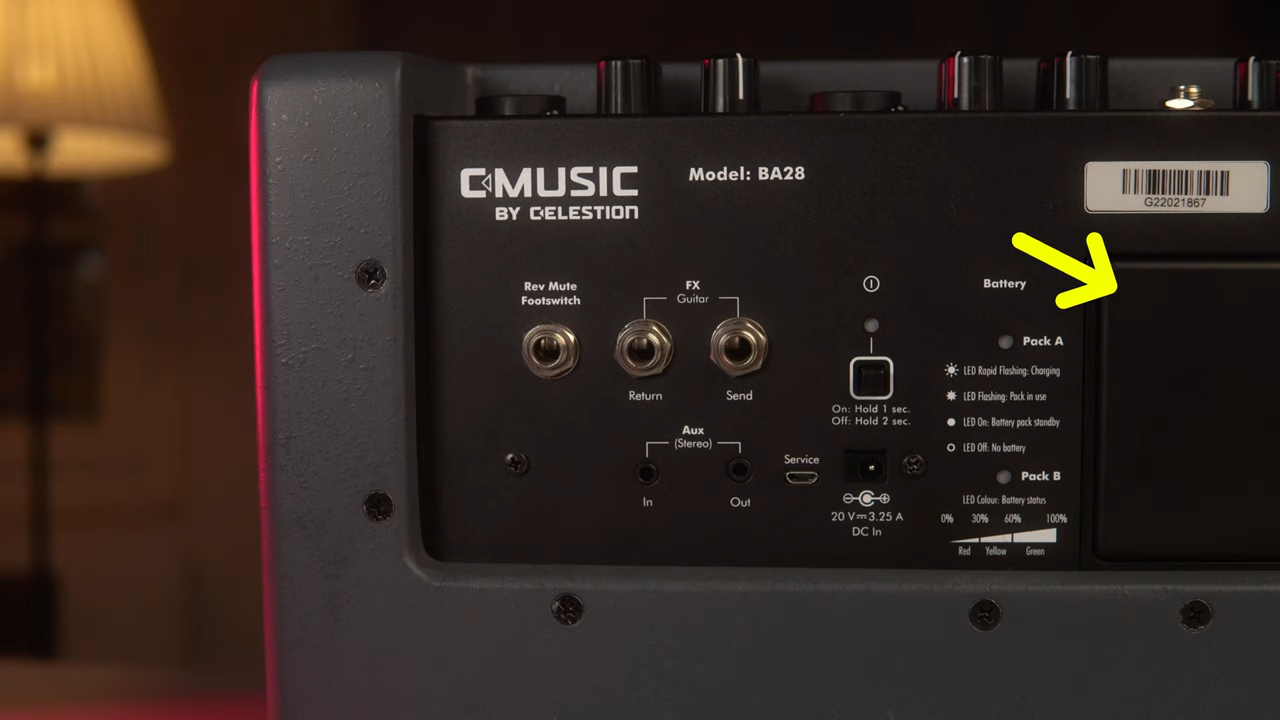 C-MUSIC
BY CELESTION
Model: BA28
G22021867
Rev Mute
Footswitch
FX
Guitar
Return
Send
Aux
(Stereo)
In
Out
Service
On: Hold 1 sec.
Off: Hold 2 sec.
20 V⎓3.25 A
DC In
Battery
Pack A
LED Rapid Flashing: Charging
LED Flashing: Pack in use
LED On: Battery pack standby
LED Off: No battery
Pack B
LED Colour: Battery status
0% 30% 60% 100%
Red Yellow Green